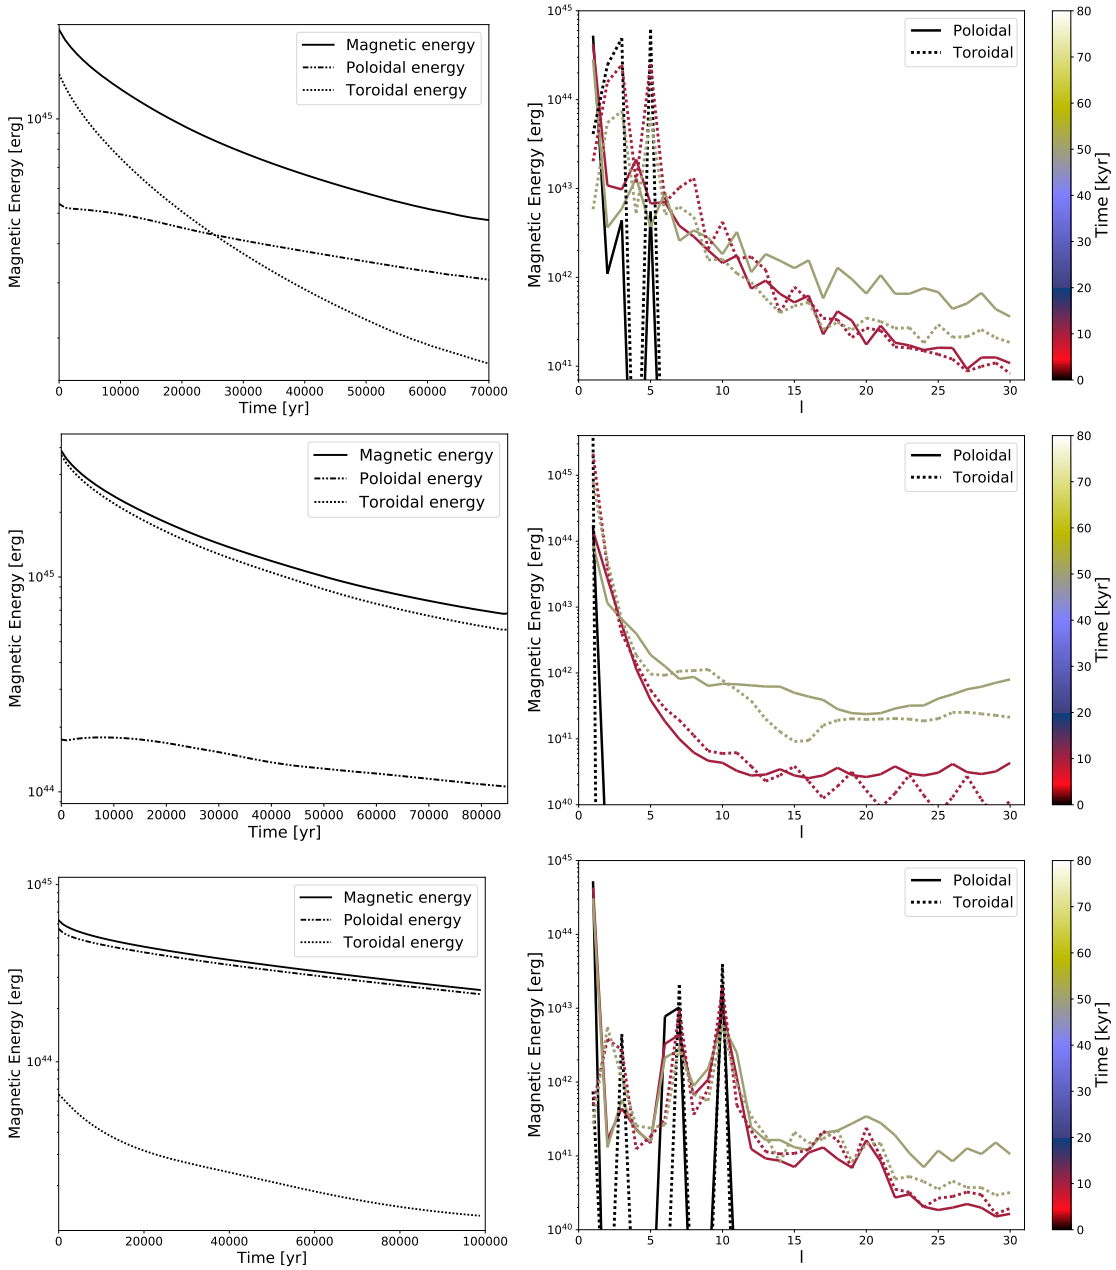 Magnetic Energy [erg]
10^45
Magnetic energy
Poloidal energy
Toroidal energy
0 10000 20000 30000 40000 50000 60000 70000
Time [yr]
Magnetic Energy [erg]
10^45
10^44
10^43
10^42
10^41
Poloidal
Toroidal
0 5 10 15 20 25 30
l
80
70
60
50
40
30
20
10
0
Time [kyr]
Magnetic Energy [erg]
10^45
10^44
Magnetic energy
Poloidal energy
Toroidal energy
0 10000 20000 30000 40000 50000 60000 70000 80000
Time [yr]
Magnetic Energy [erg]
10^45
10^44
10^43
10^42
10^41
10^40
Poloidal
Toroidal
0 5 10 15 20 25 30
l
80
70
60
50
40
30
20
10
0
Time [kyr]
Magnetic Energy [erg]
10^45
10^44
Magnetic energy
Poloidal energy
Toroidal energy
0 20000 40000 60000 80000 100000
Time [yr]
Magnetic Energy [erg]
10^45
10^44
10^43
10^42
10^41
10^40
Poloidal
Toroidal
0 5 10 15 20 25 30
l
80
70
60
50
40
30
20
10
0
Time [kyr]